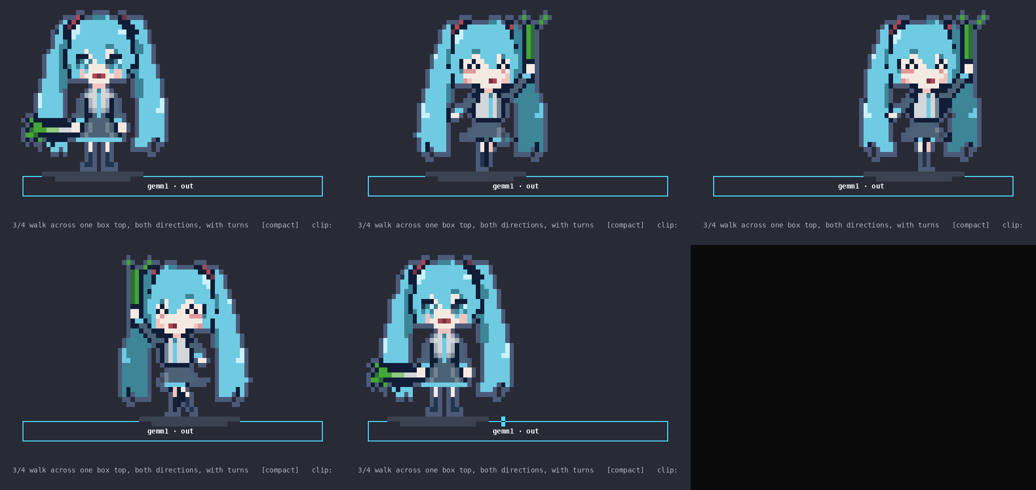 gemm1 · out
3/4 walk across one box top, both directions, with turns [compact] clip:
gemm1 · out
3/4 walk across one box top, both directions, with turns [compact] clip:
gemm1 · out
3/4 walk across one box top, both directions, with turns [compact] clip:
gemm1 · out
3/4 walk across one box top, both directions, with turns [compact] clip:
gemm1 · out
3/4 walk across one box top, both directions, with turns [compact] clip: